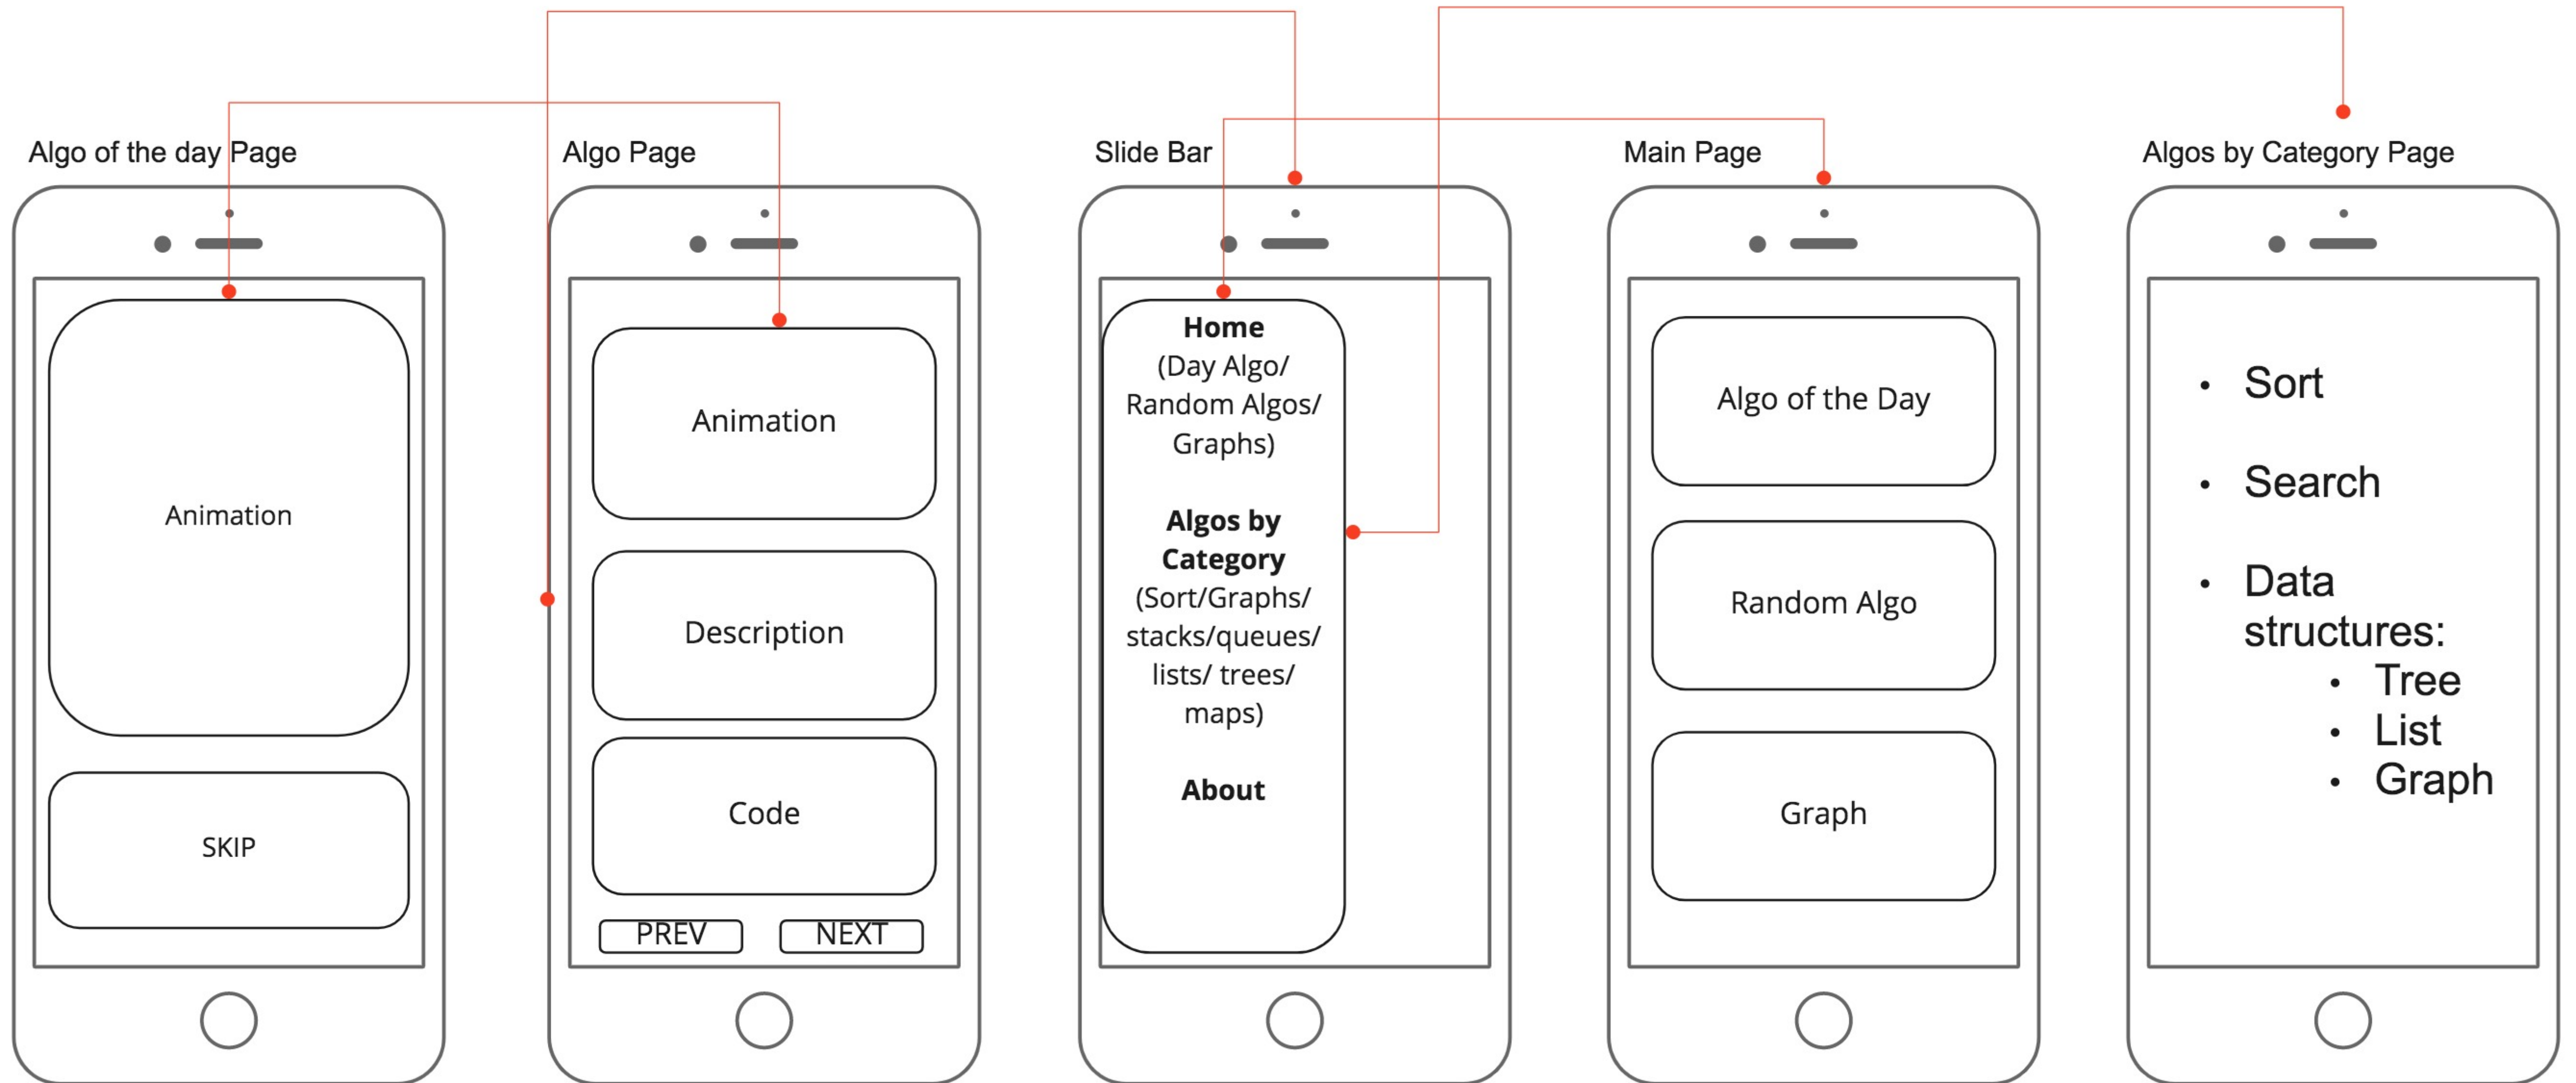 Algo of the day Page
Animation
SKIP
Algo Page
Animation
Description
Code
PREV
NEXT
Slide Bar
Home
(Day Algo/
Random Algos/
Graphs)
Algos by
Category
(Sort/Graphs/
stacks/queues/
lists/ trees/
maps)
About
Main Page
Algo of the Day
Random Algo
Graph
Algos by Category Page
• Sort
• Search
• Data
structures:
• Tree
• List
• Graph